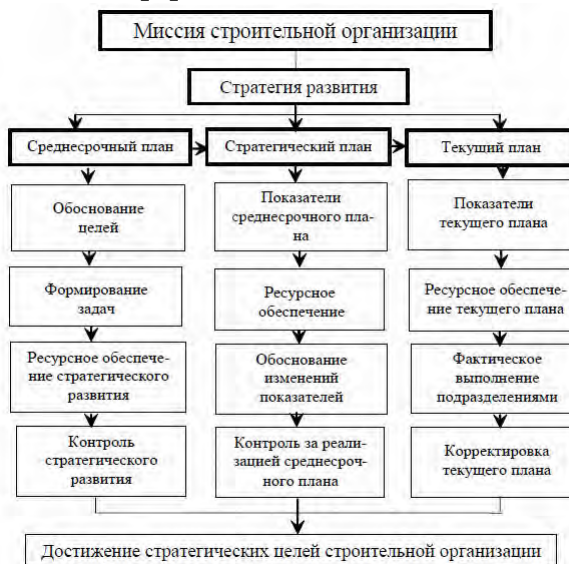 Миссия строительной организации
Стратегия развития
Среднесрочный план
Стратегический план
Текуший план
Обоснование
целей
Показатели
среднесрочного пла-
на
Показатели
текущего плана
Формирование
задач
Ресурсное
обеспечение
Ресурсное обеспече-
ние текущего плана
Ресурсное обеспече-
ние стратегического
развития
Обоснование
изменений
показателей
Фактическое
выполнение
подразделениями
Контроль
стратегического
развития
Контроль за реали-
зацией среднесроч-
ного плана
Корректировка
текущего плана
Достижение стратегических целей строительной организации